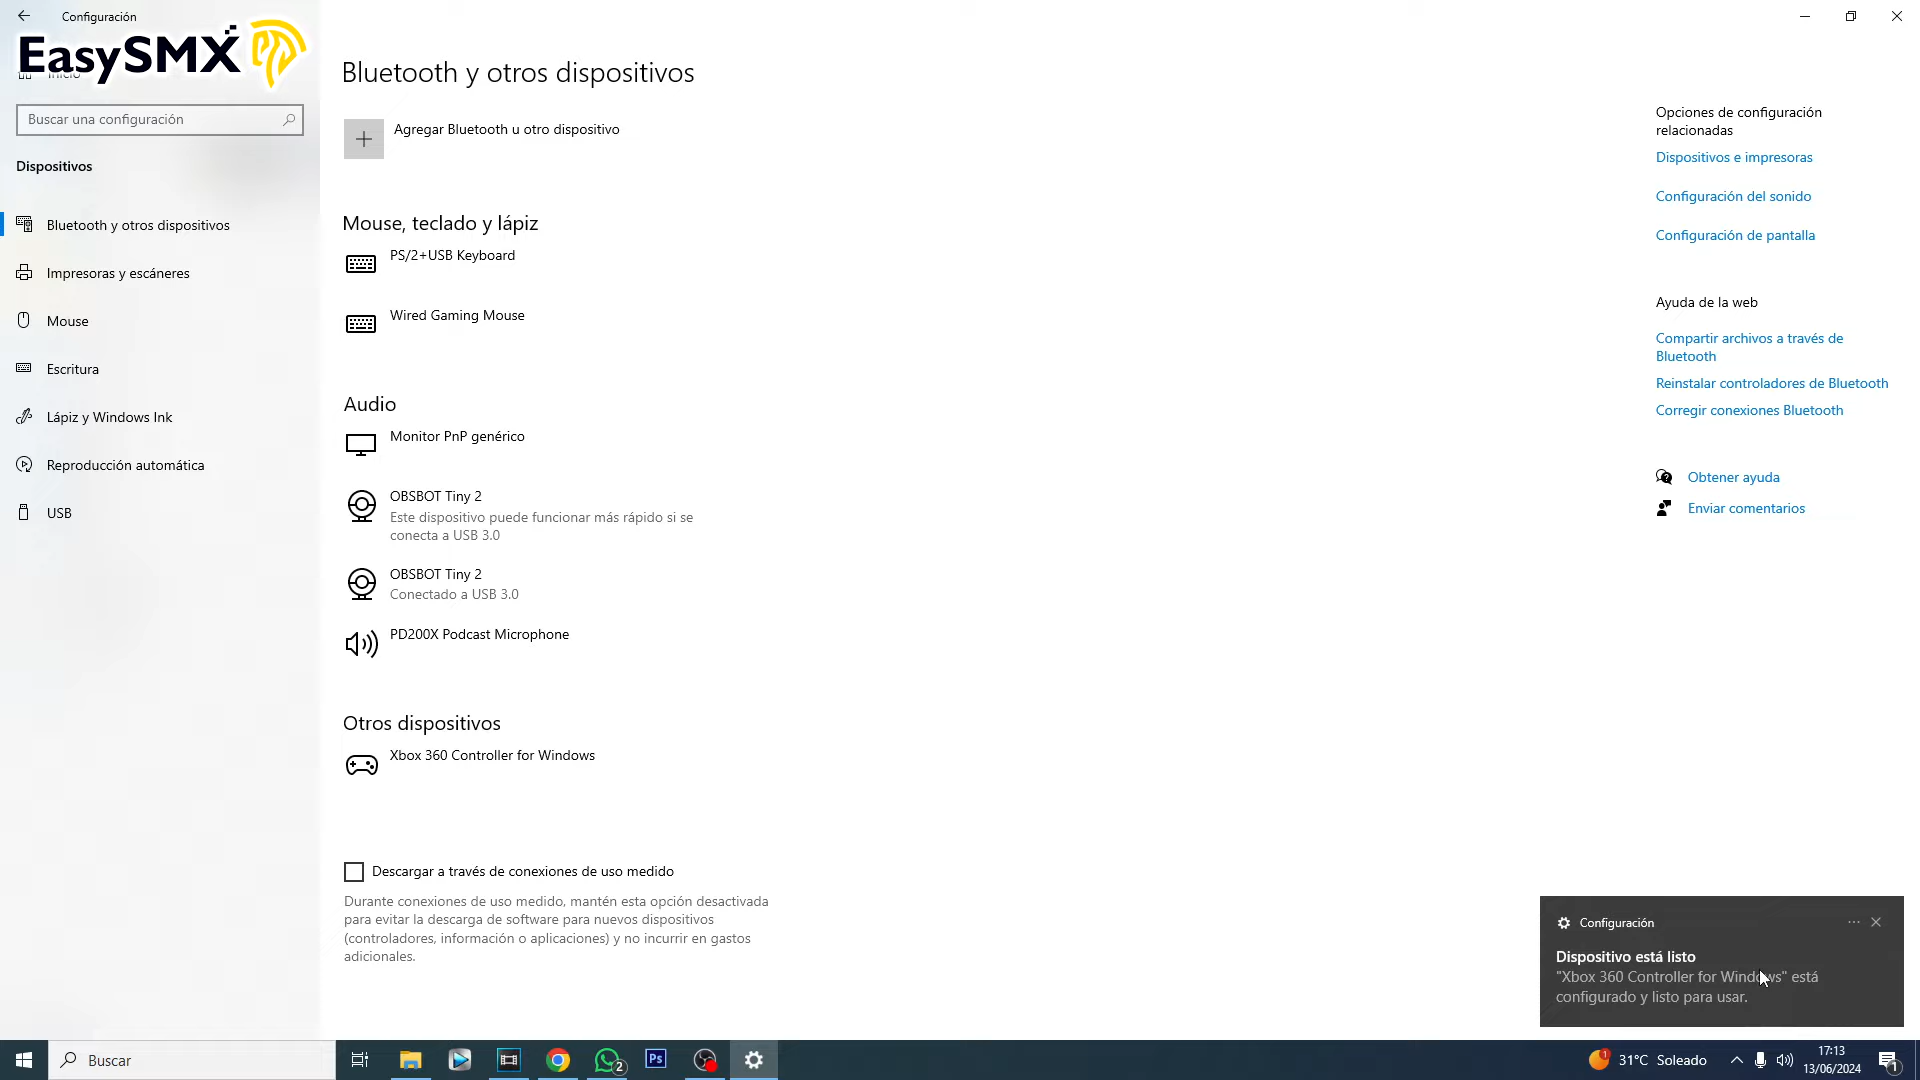 Configuración
EasySMX
Inicio
Buscar una configuración
Dispositivos
Bluetooth y otros dispositivos
Impresoras y escáneres
Mouse
Escritura
Lápiz y Windows Ink
Reproducción automática
USB
Bluetooth y otros dispositivos
Agregar Bluetooth u otro dispositivo
Mouse, teclado y lápiz
PS/2+USB Keyboard
Wired Gaming Mouse
Audio
Monitor PnP genérico
OBSBOT Tiny 2
Este dispositivo puede funcionar más rápido si se
conecta a USB 3.0
OBSBOT Tiny 2
Conectado a USB 3.0
PD200X Podcast Microphone
Otros dispositivos
Xbox 360 Controller for Windows
Descargar a través de conexiones de uso medido
Durante conexiones de uso medido, mantén esta opción desactivada
para evitar la descarga de software para nuevos dispositivos
(controladores, información o aplicaciones) y no incurrir en gastos
adicionales.
Opciones de configuración
relacionadas
Dispositivos e impresoras
Configuración del sonido
Configuración de pantalla
Ayuda de la web
Compartir archivos a través de
Bluetooth
Reinstalar controladores de Bluetooth
Corregir conexiones Bluetooth
Obtener ayuda
Enviar comentarios
Configuración
Dispositivo está listo
"Xbox 360 Controller for Windows" está
configurado y listo para usar.
Buscar
2
Ps
1
31°C Soleado
17:13
13/06/2024
1